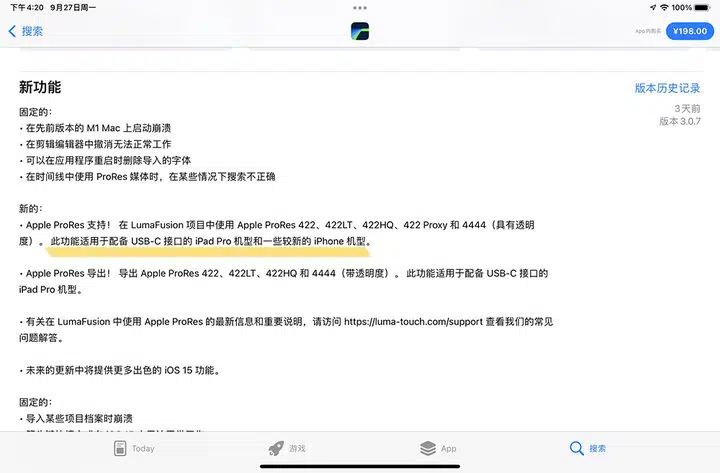 下午4:20 9月27日周一
100%
搜索
App内购买
¥198.00
新功能
版本历史记录
3天前
版本 3.0.7
固定的：
• 在先前版本的 M1 Mac 上启动崩溃
• 在剪辑编辑器中撤消无法正常工作
• 可以在应用程序重启时删除导入的字体
• 在时间线中使用 ProRes 媒体时，在某些情况下搜索不正确
新的：
• Apple ProRes 支持！ 在 LumaFusion 项目中使用 Apple ProRes 422、422LT、422HQ、422 Proxy 和 4444（具有透明
度）。 此功能适用于配备 USB-C 接口的 iPad Pro 机型和一些较新的 iPhone 机型。
• Apple ProRes 导出！ 导出 Apple ProRes 422、422LT、422HQ 和 4444（带透明度）。 此功能适用于配备 USB-C 接口的
iPad Pro 机型。
• 有关在 LumaFusion 中使用 Apple ProRes 的最新信息和重要说明，请访问 https://luma-touch.com/support 查看我们的常见
问题解答。
• 未来的更新中将提供更多出色的 iOS 15 功能。
固定的：
• 导入某些项目档案时崩溃
Today
游戏
App
搜索